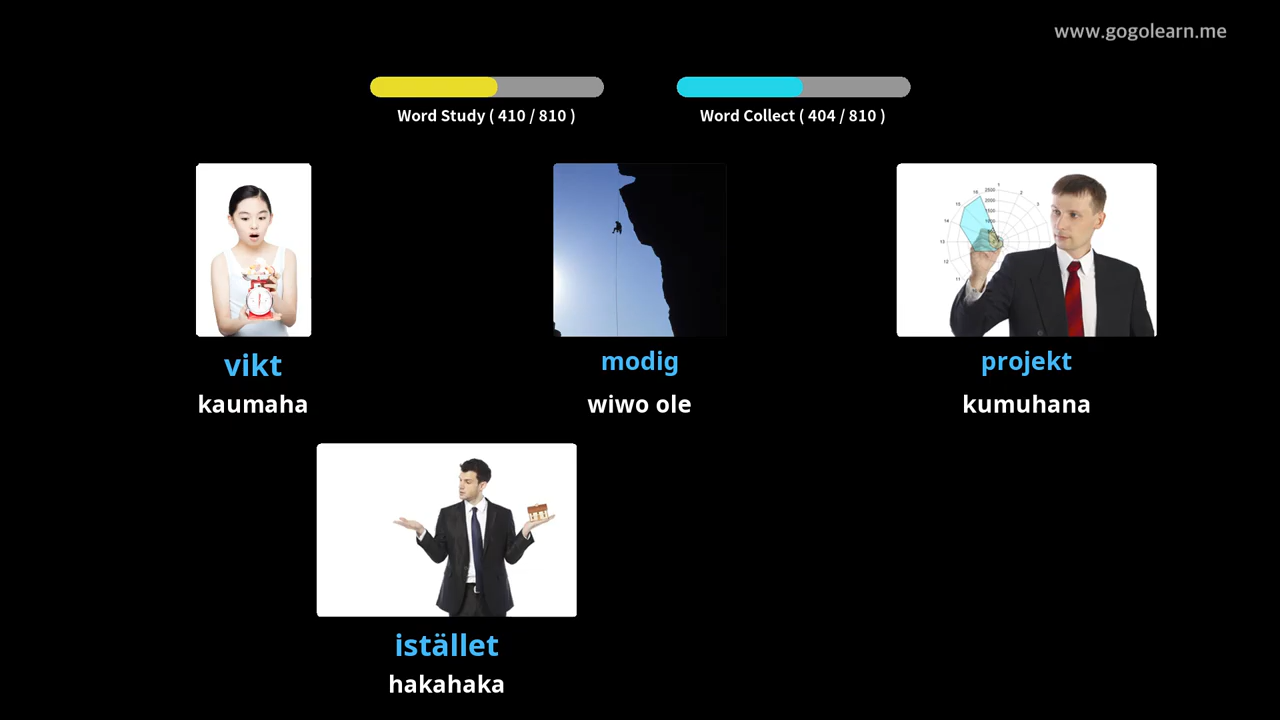 www.gogolearn.me
Word Study ( 410 / 810 )
Word Collect ( 404 / 810 )
vikt
kaumaha
modig
wiwo ole
projekt
kumuhana
istället
hakahaka